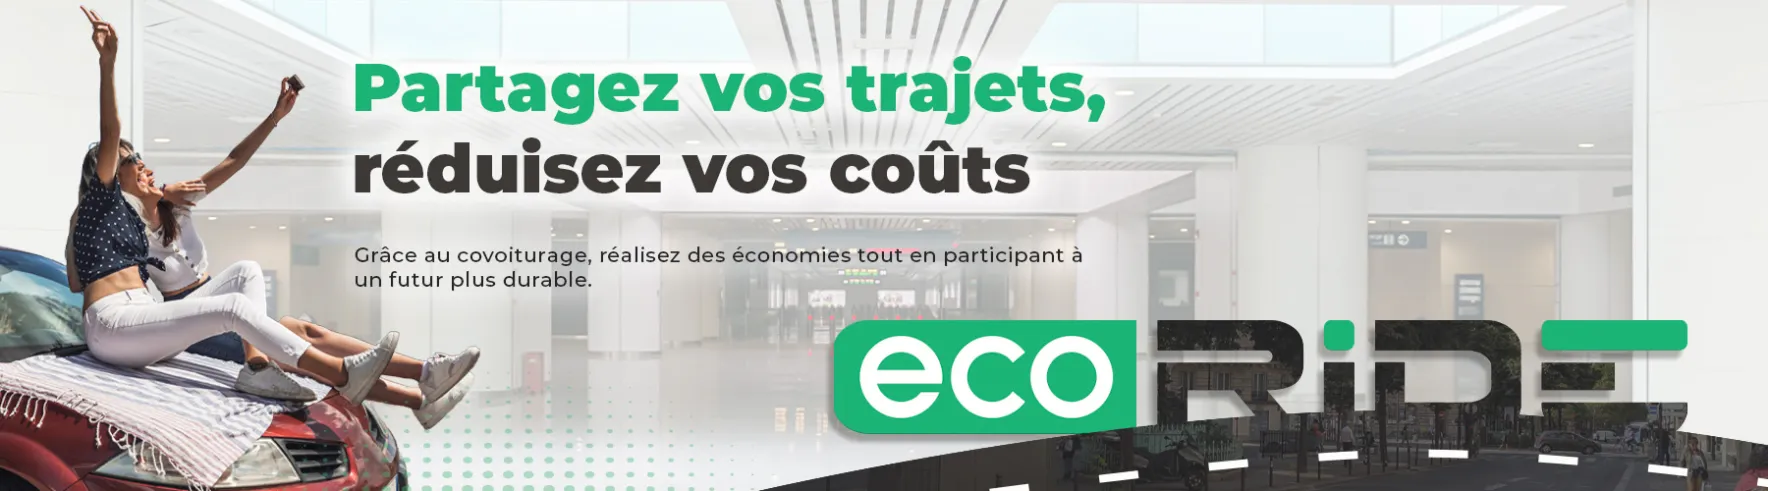 Partagez vos trajets,
réduisez vos coûts
Grâce au covoiturage, réalisez des économies tout en participant à
un futur plus durable.
eco RiDE